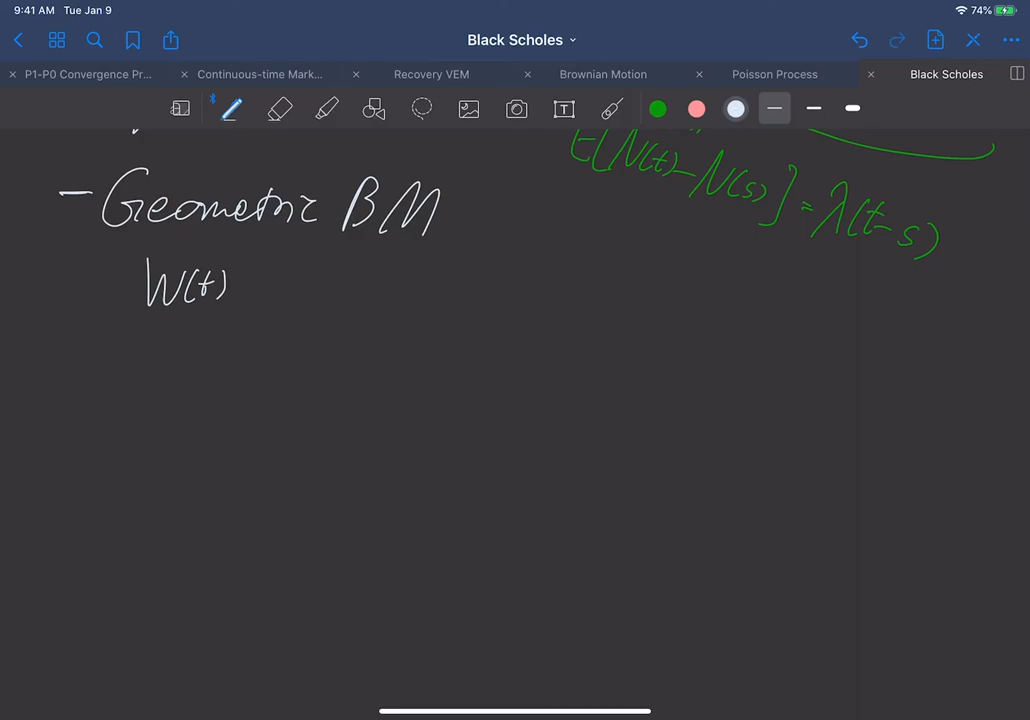 9:41 AM Tue Jan 9
74%
Black Scholes
P1-P0 Convergence Pr...
Continuous-time Mark...
Recovery VEM
Brownian Motion
Poisson Process
Black Scholes
E[N(t)-N(s)] = λ(t-s)
- Geometric BM
W(t)